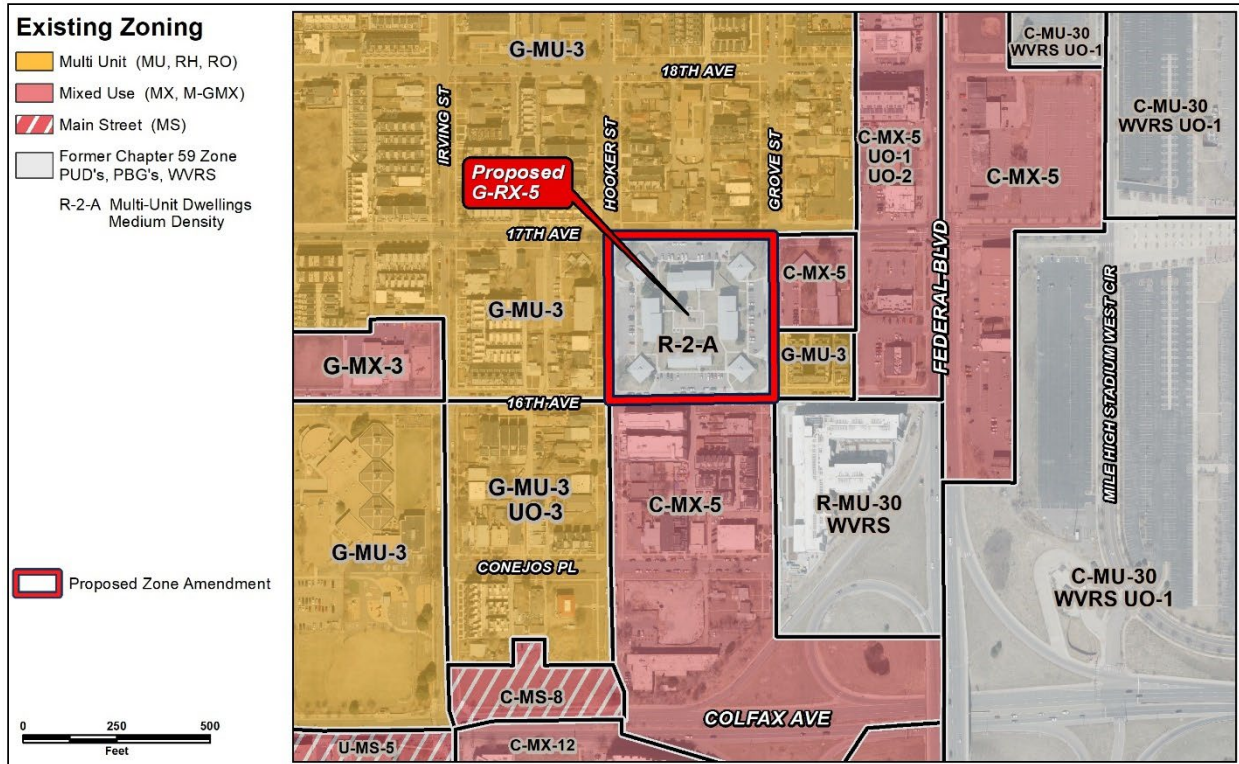 Existing Zoning
Multi Unit (MU, RH, RO)
Mixed Use (MX, M-GMX)
Main Street (MS)
Former Chapter 59 Zone
PUD's, PBG's, WVRS
R-2-A Multi-Unit Dwellings
Medium Density
Proposed Zone Amendment
0 250 500
Feet
G-MU-3
18TH AVE
C-MU-30
WVRS UO-1
C-MU-30
WVRS UO-1
IRVING ST
HOOKER ST
GROVE ST
C-MX-5
UO-1
UO-2
C-MX-5
Proposed
G-RX-5
17TH AVE
C-MX-5
FEDERAL BLVD
MILE HIGH STADIUM WEST CIR
G-MU-3
R-2-A
G-MU-3
G-MX-3
16TH AVE
G-MU-3
UO-3
C-MX-5
R-MU-30
WVRS
G-MU-3
CONEJOS PL
C-MU-30
WVRS UO-1
C-MS-8
COLFAX AVE
U-MS-5
C-MX-12